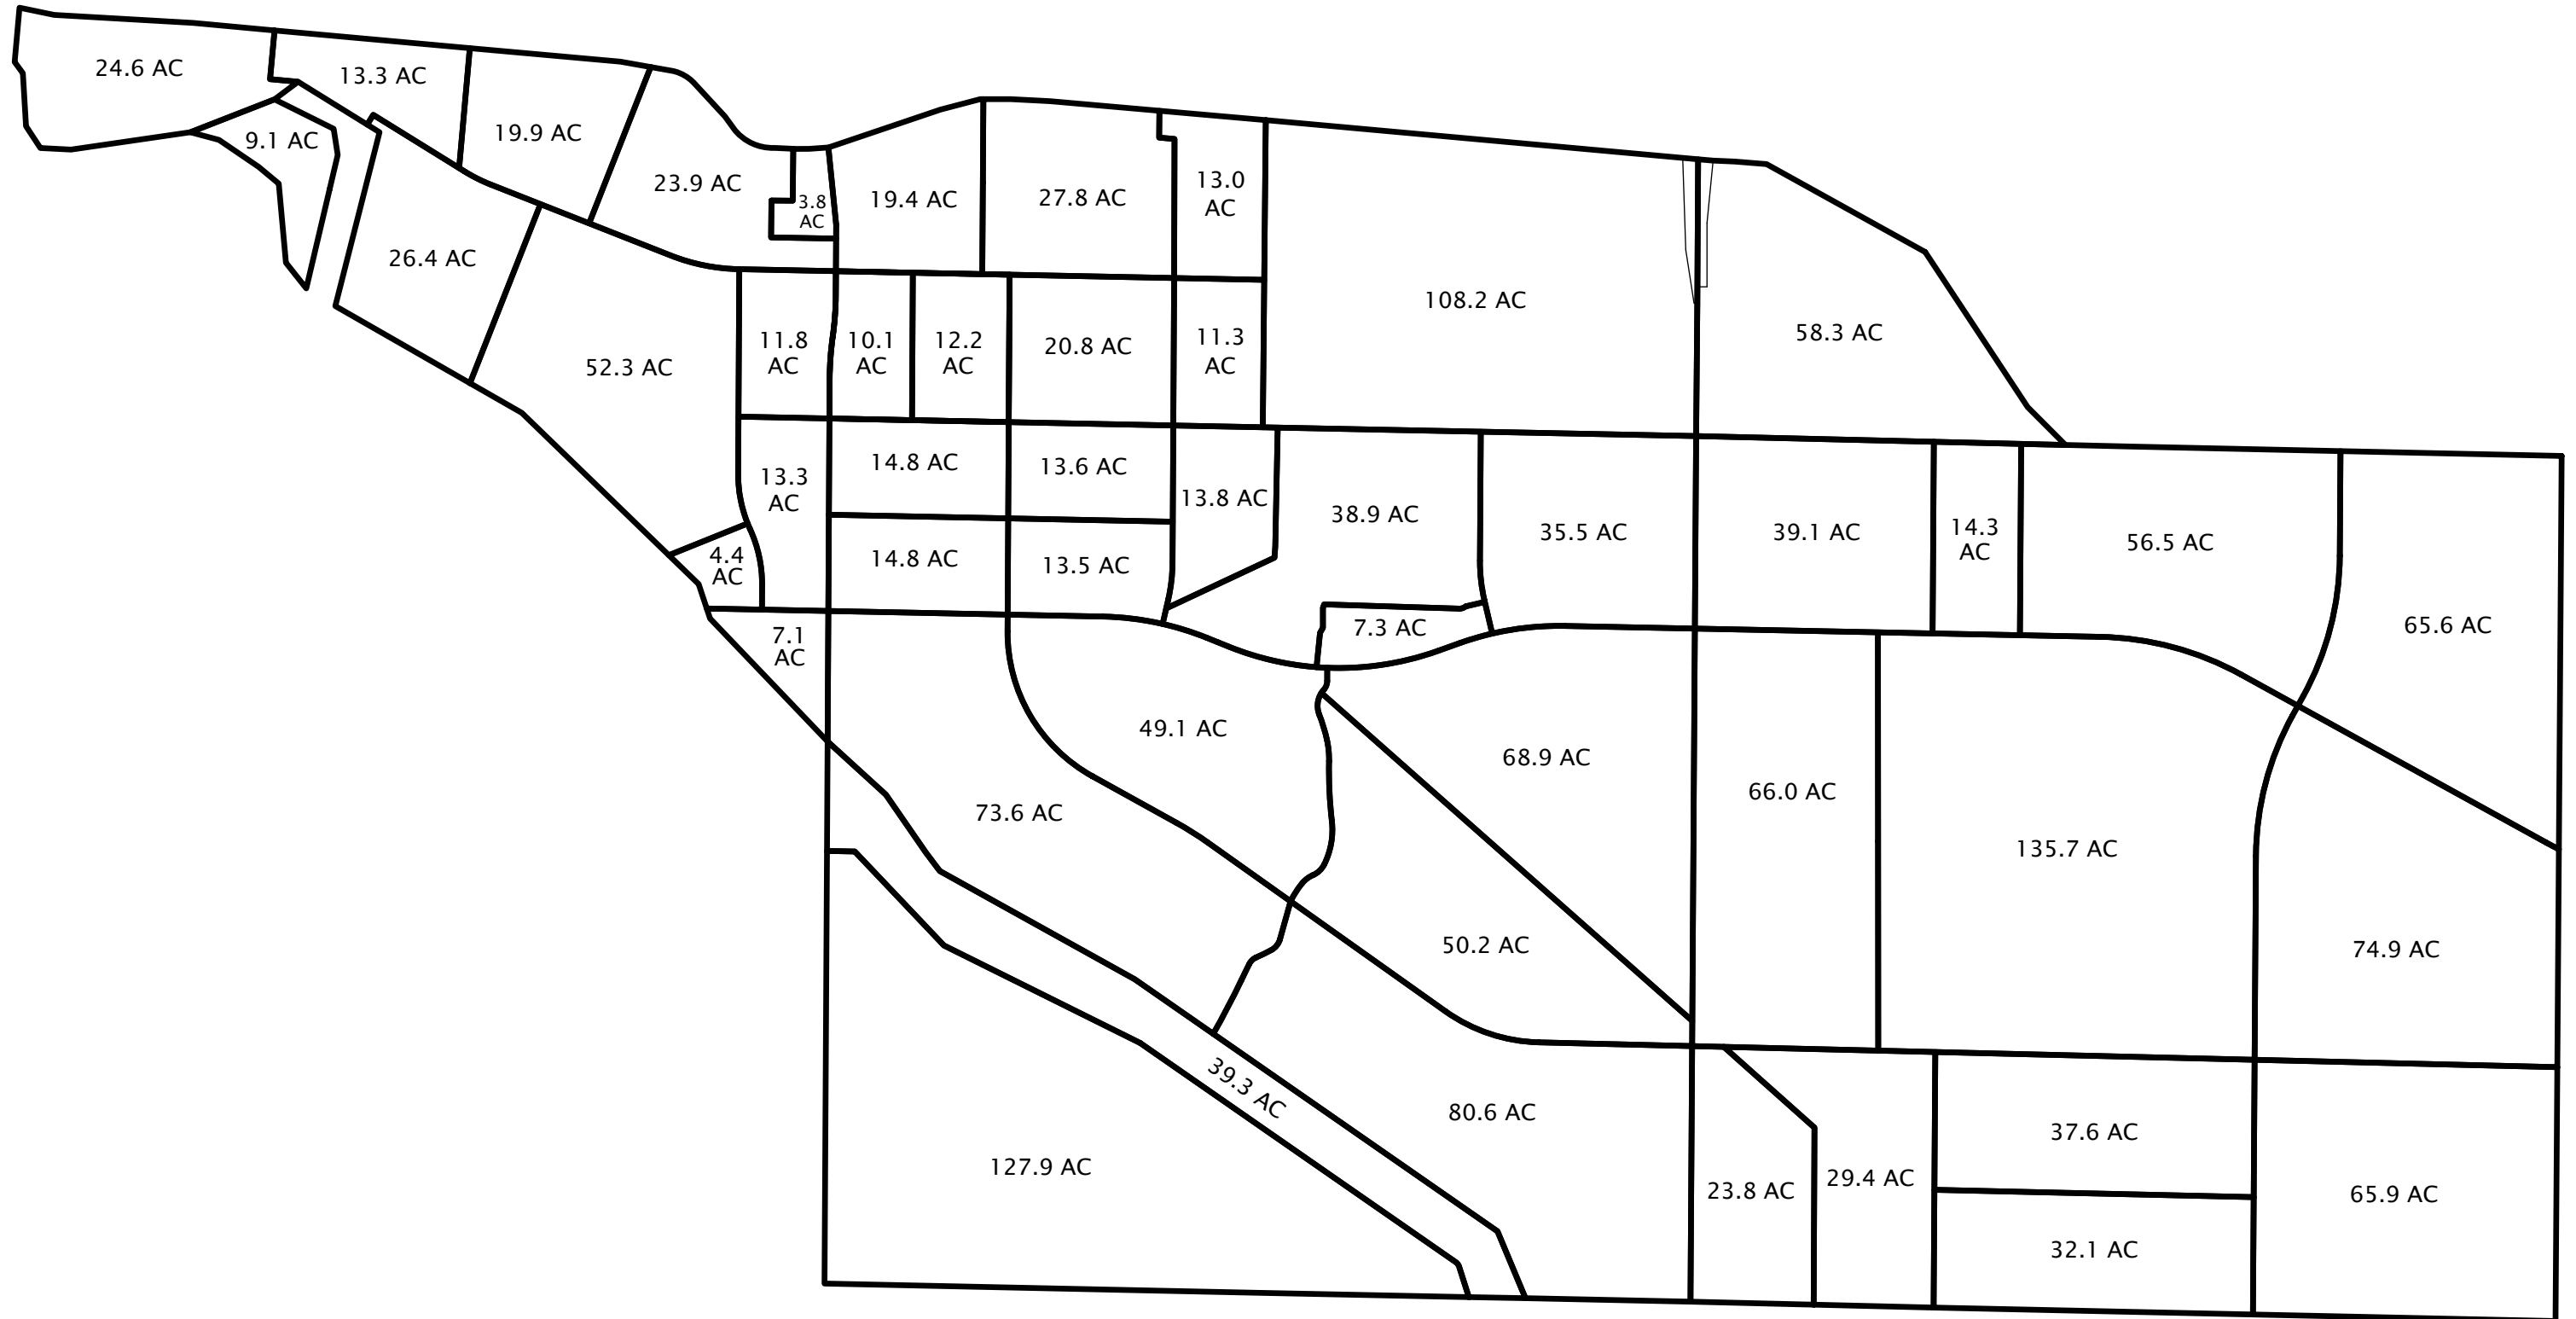 24.6 AC
13.3 AC
19.9 AC
9.1 AC
23.9 AC
3.8
AC
19.4 AC
27.8 AC
13.0
AC
26.4 AC
108.2 AC
58.3 AC
52.3 AC
11.8
AC
10.1
AC
12.2
AC
20.8 AC
11.3
AC
13.3
AC
14.8 AC
13.6 AC
13.8 AC
38.9 AC
35.5 AC
39.1 AC
14.3
AC
56.5 AC
65.6 AC
4.4
AC
14.8 AC
13.5 AC
7.1
AC
7.3 AC
49.1 AC
73.6 AC
68.9 AC
66.0 AC
135.7 AC
50.2 AC
74.9 AC
39.3 AC
80.6 AC
127.9 AC
23.8 AC
29.4 AC
37.6 AC
32.1 AC
65.9 AC